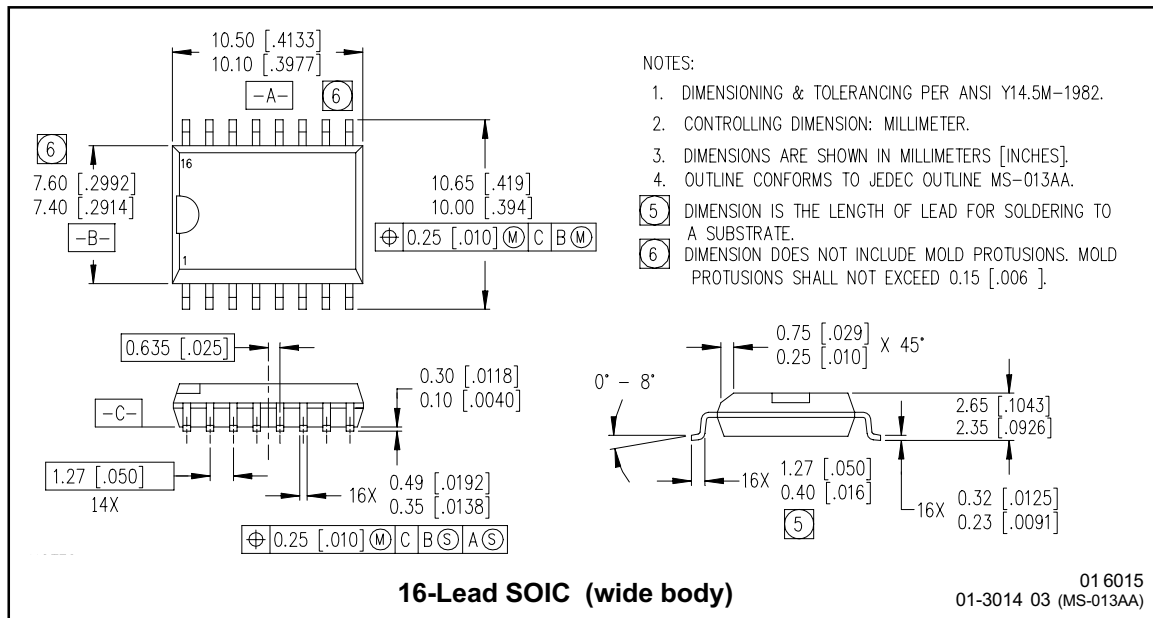 10.50 [.4133]
10.10 [.3977]
-A-
6
6
7.60 [.2992]
7.40 [.2914]
-B-
16
1
10.65 [.419]
10.00 [.394]
⌖ 0.25 [.010] Ⓜ C B Ⓜ
NOTES:
1. DIMENSIONING & TOLERANCING PER ANSI Y14.5M-1982.
2. CONTROLLING DIMENSION: MILLIMETER.
3. DIMENSIONS ARE SHOWN IN MILLIMETERS [INCHES].
4. OUTLINE CONFORMS TO JEDEC OUTLINE MS-013AA.
5 DIMENSION IS THE LENGTH OF LEAD FOR SOLDERING TO
A SUBSTRATE.
6 DIMENSION DOES NOT INCLUDE MOLD PROTUSIONS. MOLD
PROTUSIONS SHALL NOT EXCEED 0.15 [.006 ].
0.635 [.025]
-C-
0.30 [.0118]
0.10 [.0040]
1.27 [.050]
14X
16X 0.49 [.0192]
0.35 [.0138]
⌖ 0.25 [.010] Ⓜ C B Ⓢ A Ⓢ
0.75 [.029]
0.25 [.010]
X 45°
0° - 8°
2.65 [.1043]
2.35 [.0926]
16X 1.27 [.050]
0.40 [.016]
5
16X 0.32 [.0125]
0.23 [.0091]
16-Lead SOIC (wide body)
01 6015
01-3014 03 (MS-013AA)